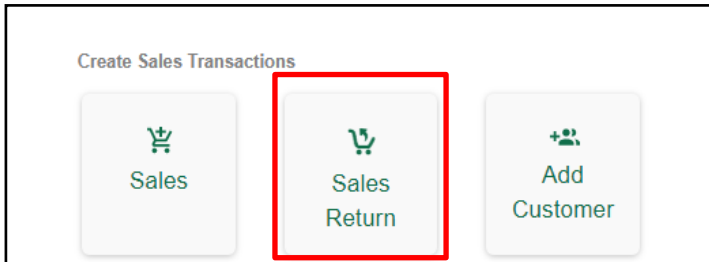 Create Sales Transactions
Sales
Sales
Return
Add
Customer